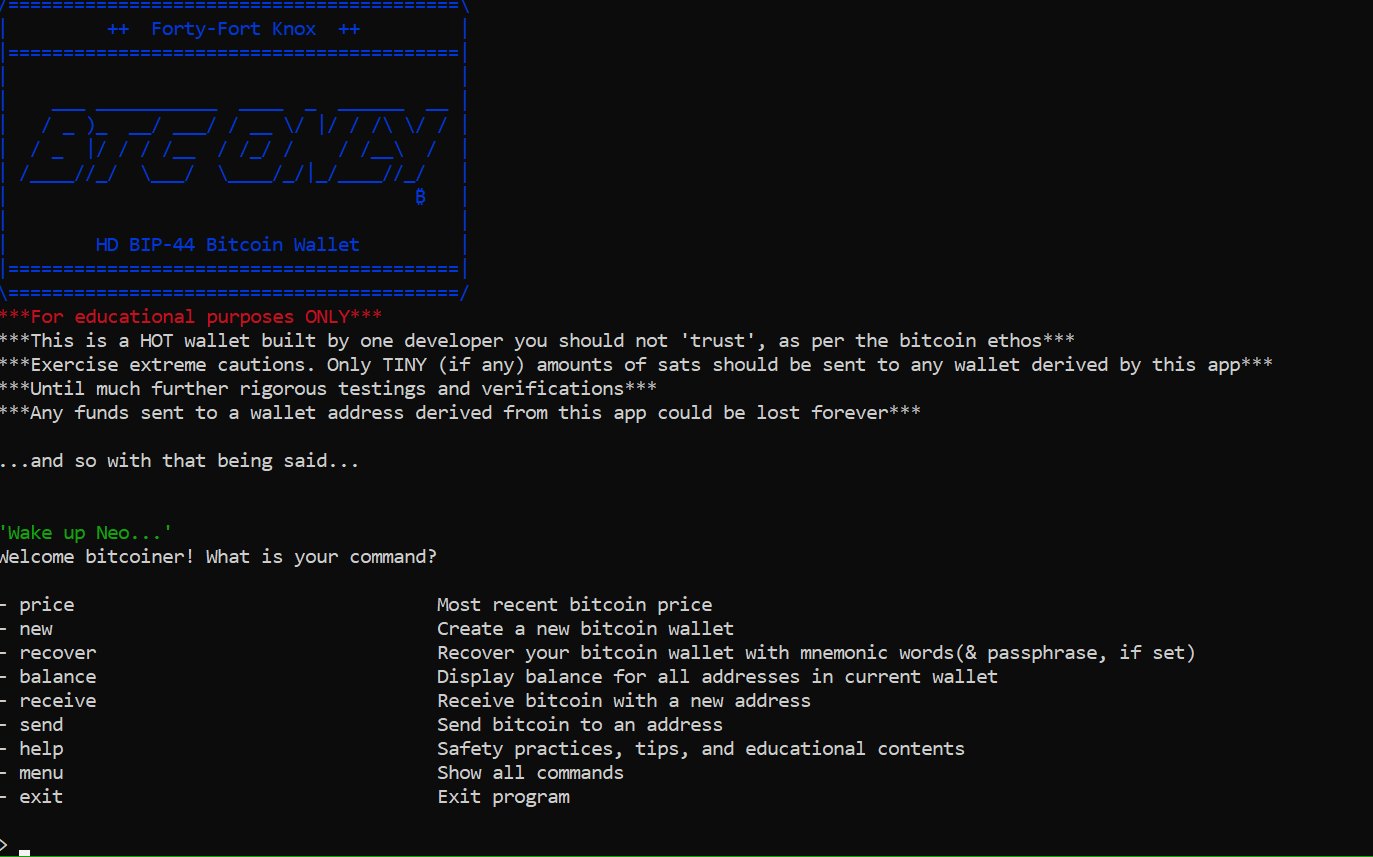 ++ Forty-Fort Knox ++
BTC ONLY
₿
HD BIP-44 Bitcoin Wallet
***For educational purposes ONLY***
***This is a HOT wallet built by one developer you should not 'trust', as per the bitcoin ethos***
***Exercise extreme cautions. Only TINY (if any) amounts of sats should be sent to any wallet derived by this app***
***Until much further rigorous testings and verifications***
***Any funds sent to a wallet address derived from this app could be lost forever***
...and so with that being said...
'Wake up Neo...'
Welcome bitcoiner! What is your command?
- price Most recent bitcoin price
- new Create a new bitcoin wallet
- recover Recover your bitcoin wallet with mnemonic words(& passphrase, if set)
- balance Display balance for all addresses in current wallet
- receive Receive bitcoin with a new address
- send Send bitcoin to an address
- help Safety practices, tips, and educational contents
- menu Show all commands
- exit Exit program
>